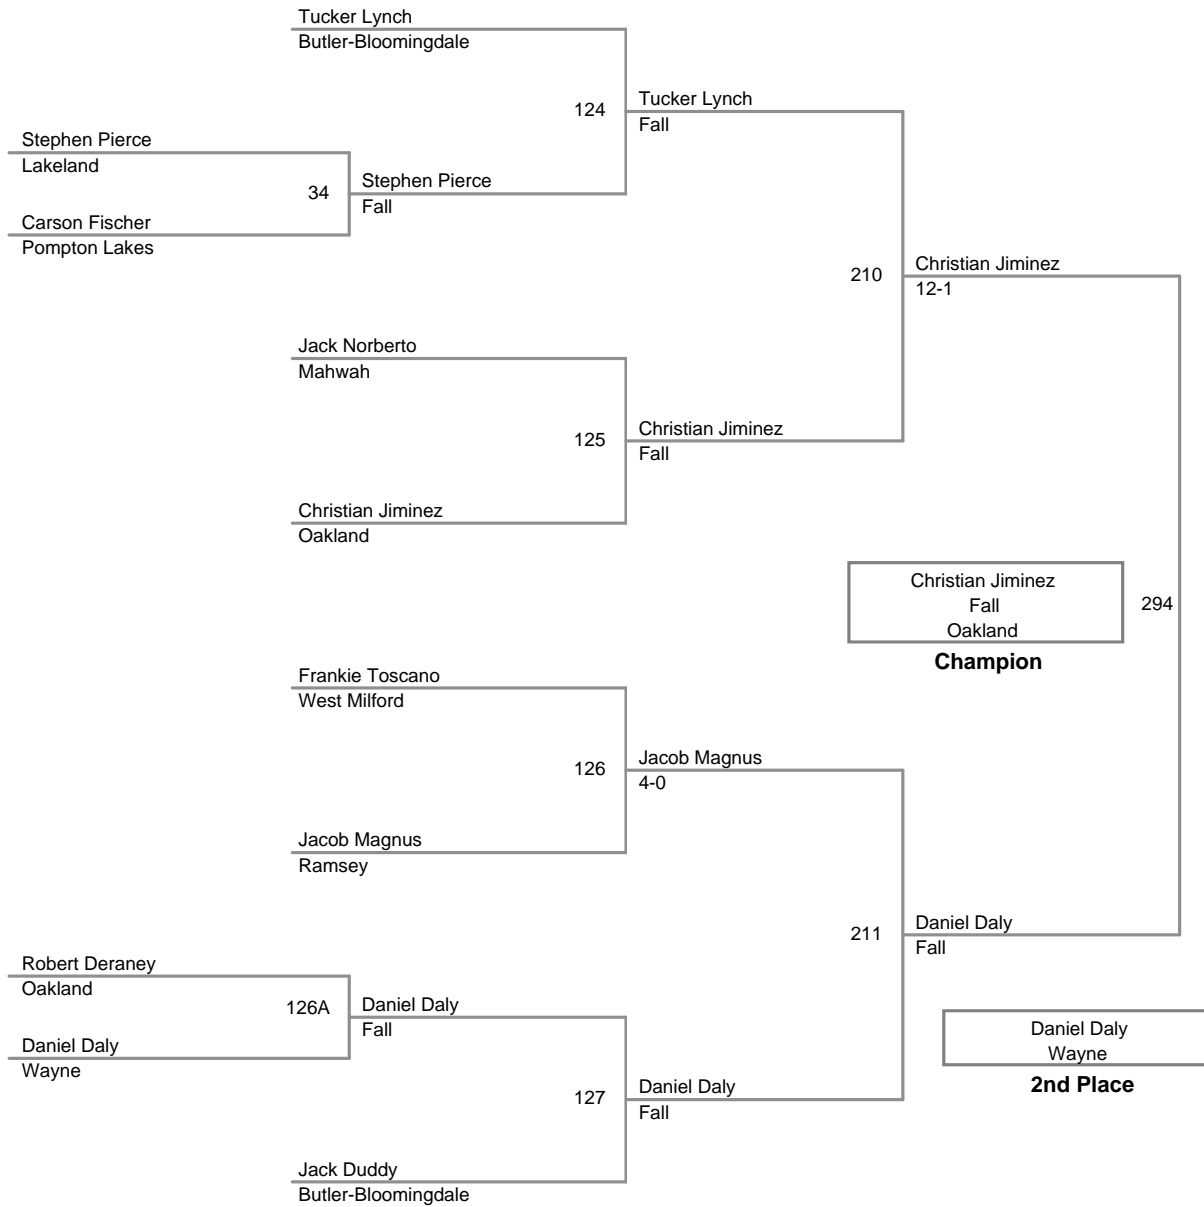 Tucker Lynch
Butler-Bloomingdale
124
Tucker Lynch
Fall
Stephen Pierce
Lakeland
34
Stephen Pierce
Fall
Carson Fischer
Pompton Lakes
210
Christian Jiminez
12-1
Jack Norberto
Mahwah
125
Christian Jiminez
Fall
Christian Jiminez
Oakland
Christian Jiminez
Fall
Oakland
294
Champion
Frankie Toscano
West Milford
126
Jacob Magnus
4-0
Jacob Magnus
Ramsey
211
Daniel Daly
Fall
Robert Deraney
Oakland
126A
Daniel Daly
Fall
Daniel Daly
Wayne
Daniel Daly
Wayne
2nd Place
127
Daniel Daly
Fall
Jack Duddy
Butler-Bloomingdale